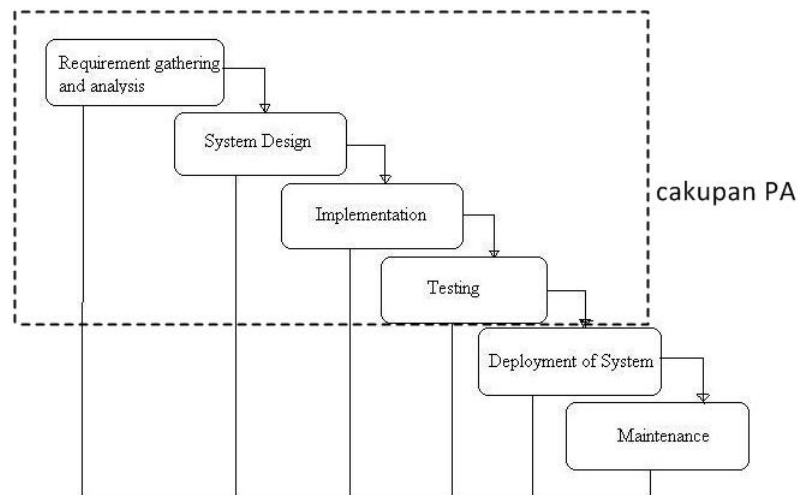 Requirement gathering
and analysis
System Design
cakupan PA
Implementation
Testing
Deployment of System
Maintenance